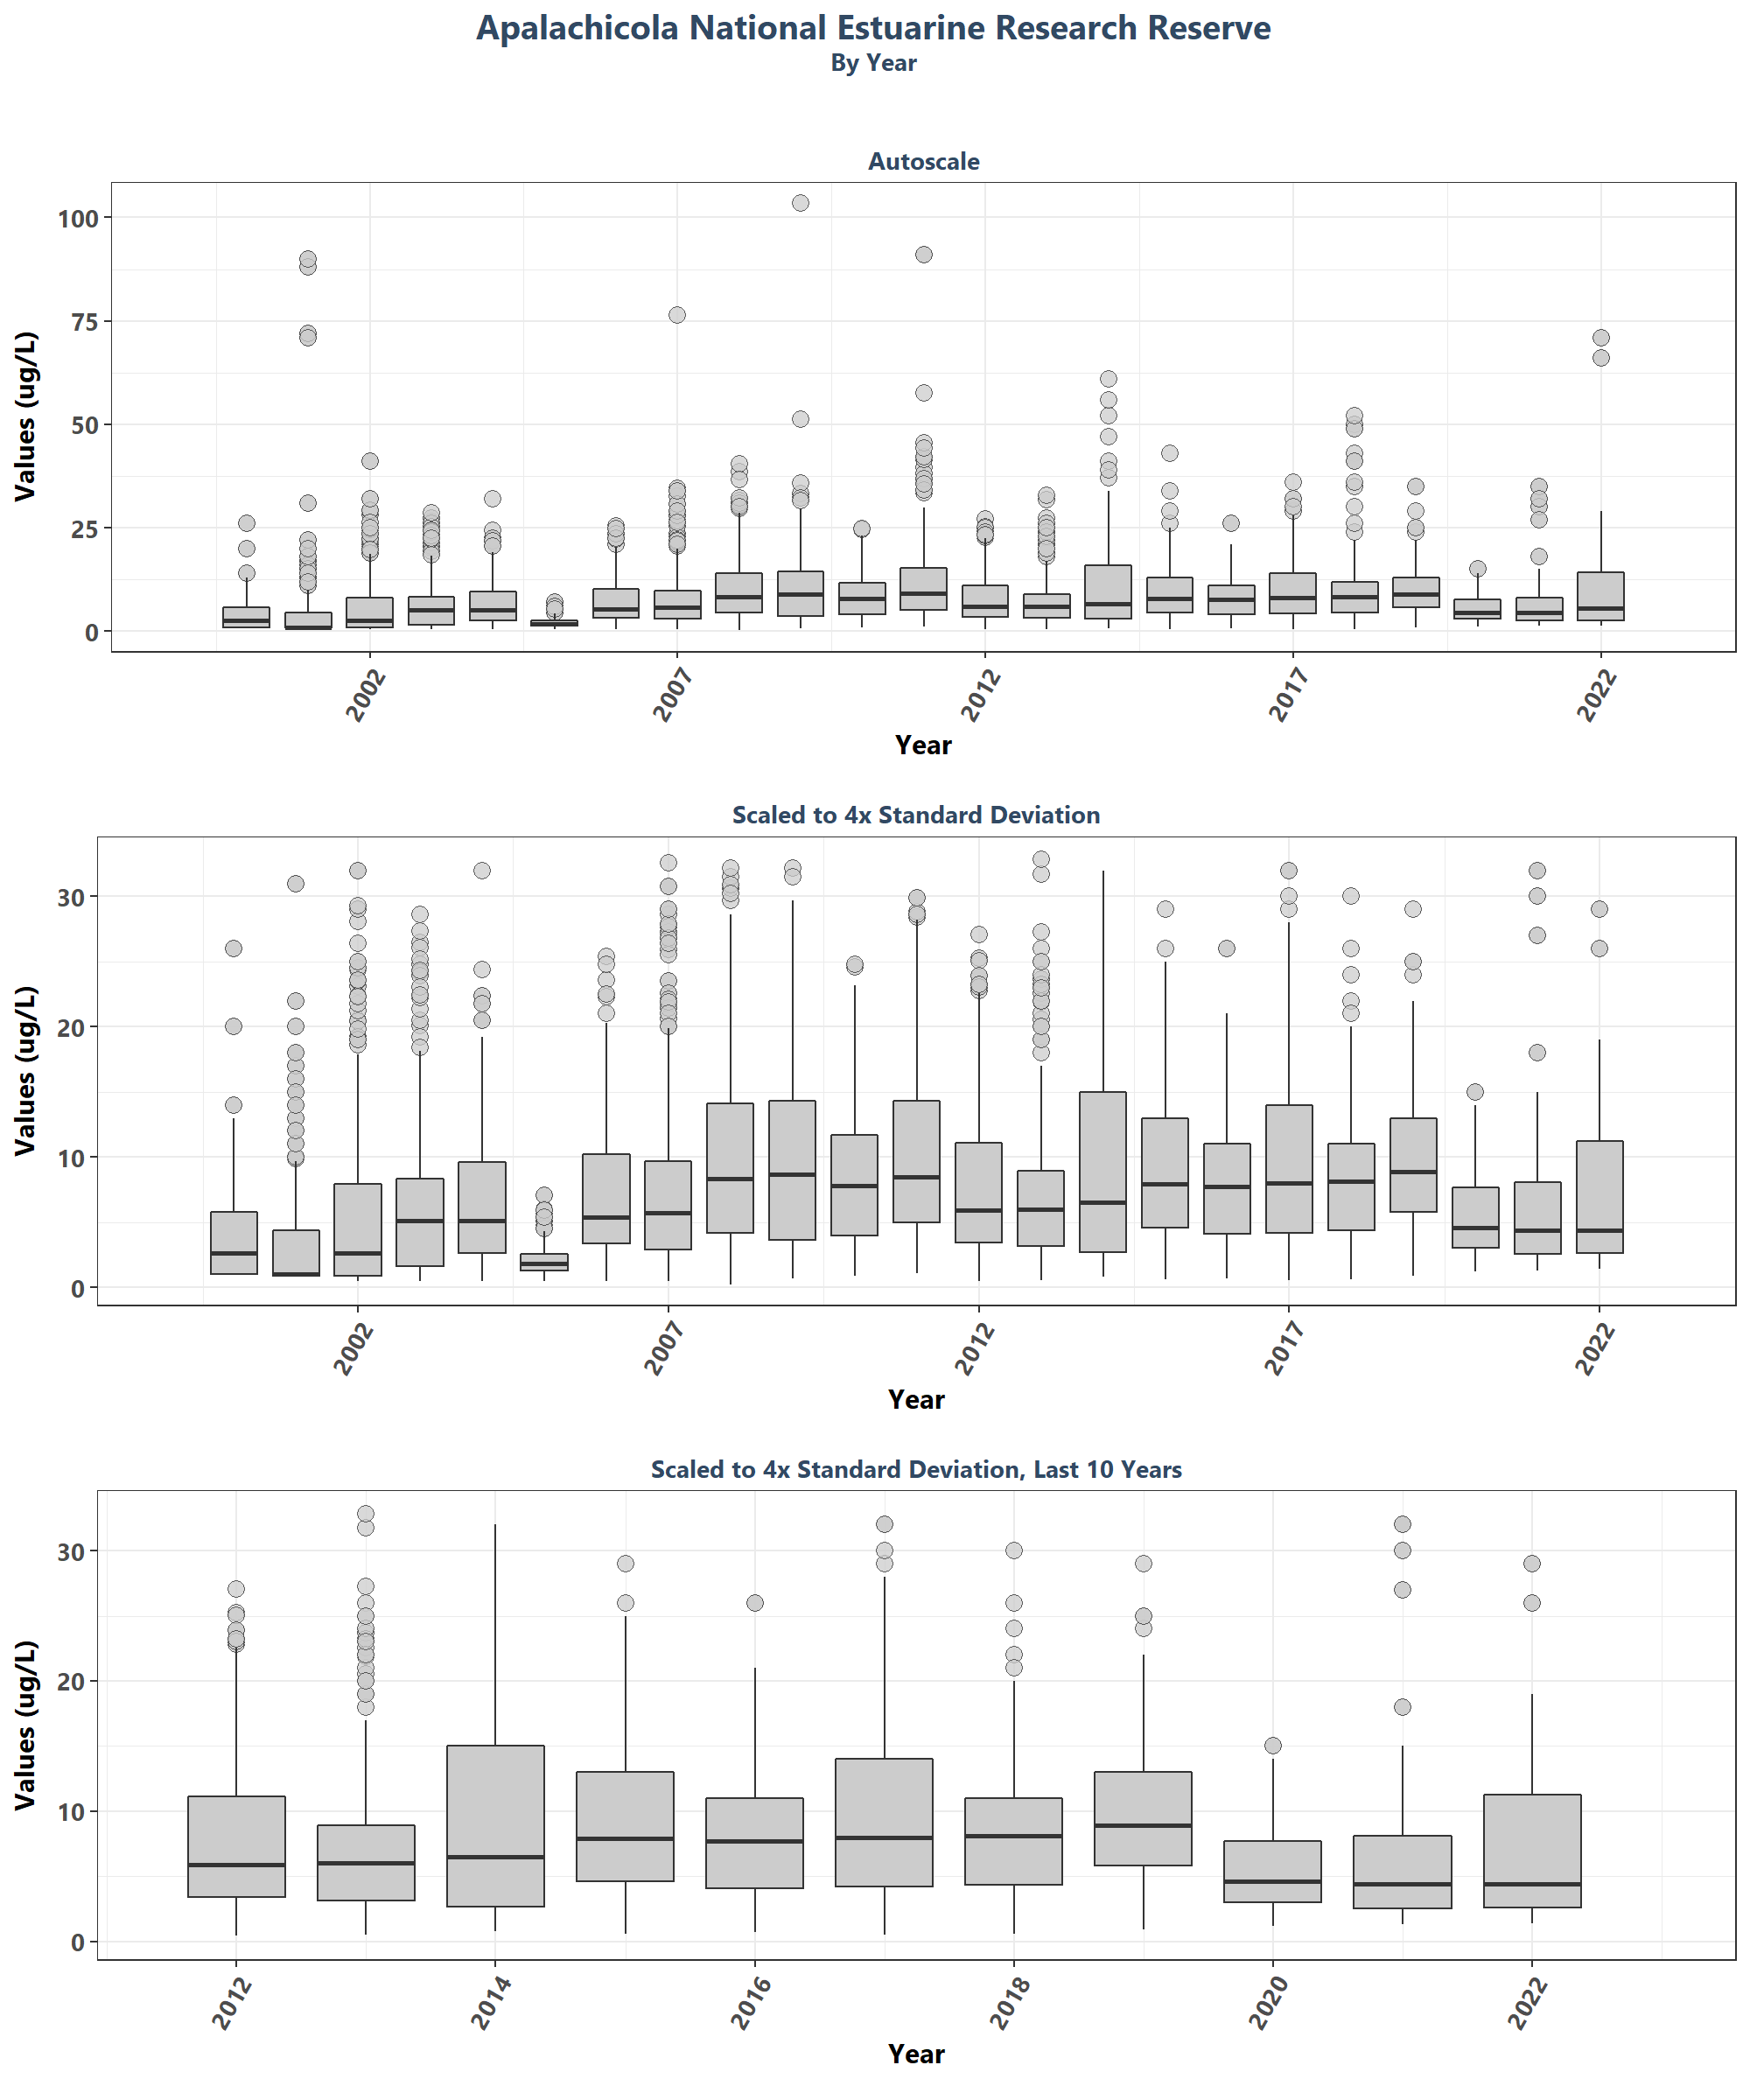 Apalachicola National Estuarine Research Reserve
By Year
Autoscale
Values (ug/L)
100
75
50
25
0
2002
2007
2012
2017
2022
Year
Scaled to 4x Standard Deviation
Values (ug/L)
30
20
10
0
2002
2007
2012
2017
2022
Year
Scaled to 4x Standard Deviation, Last 10 Years
Values (ug/L)
30
20
10
0
2012
2014
2016
2018
2020
2022
Year